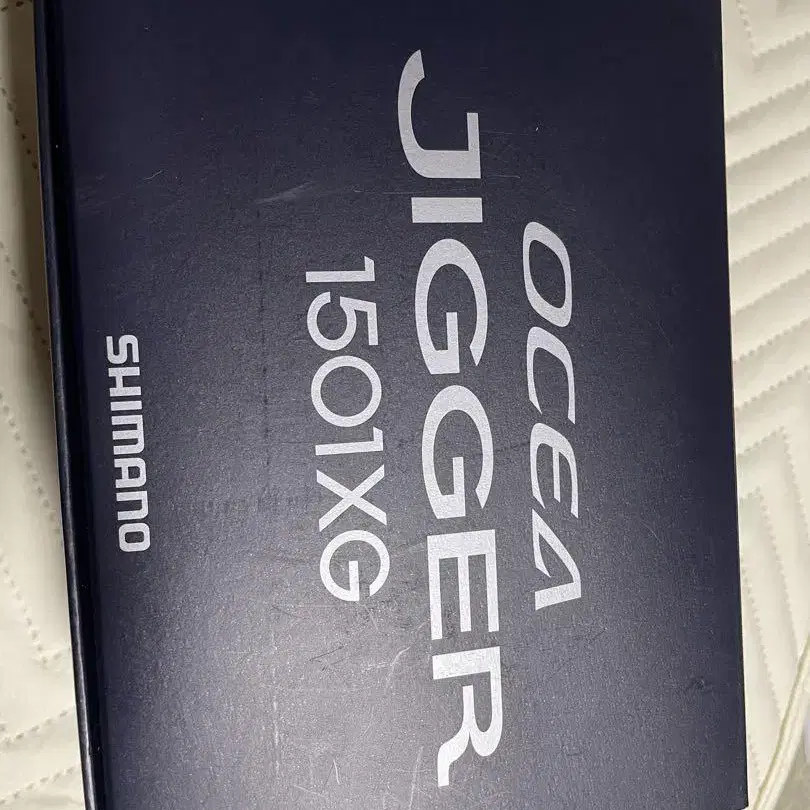 OCEA
JIGGER
1501XG
SHIMANO